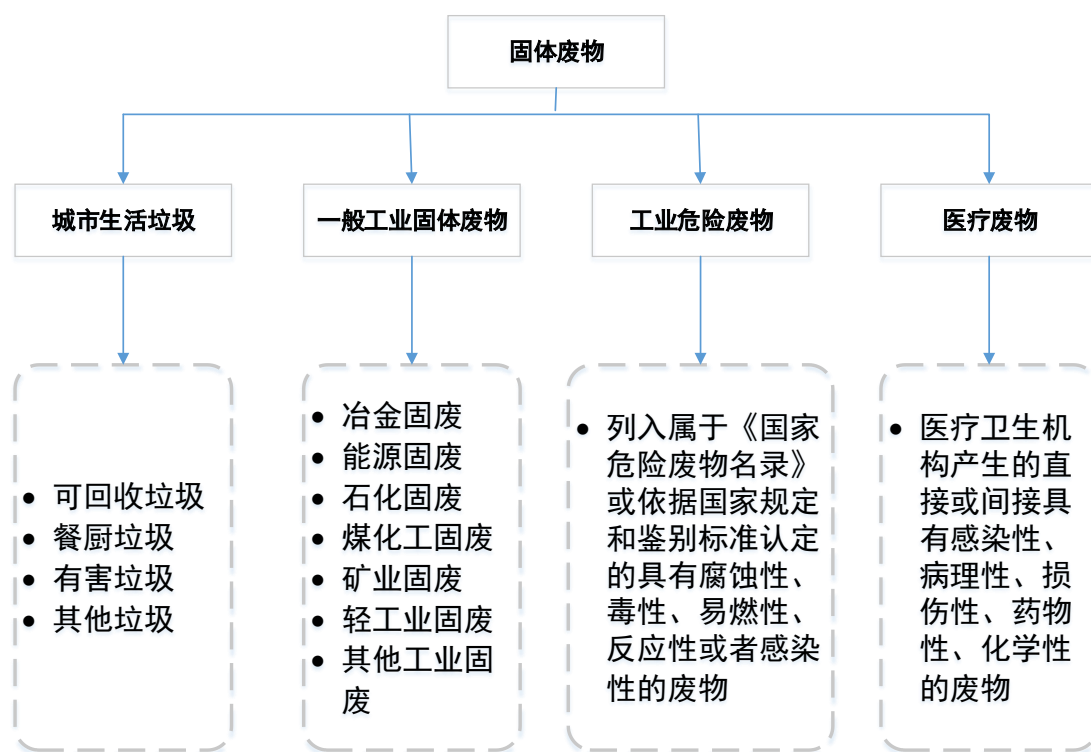 固体废物
城市生活垃圾
一般工业固体废物
工业危险废物
医疗废物
• 可回收垃圾
• 餐厨垃圾
• 有害垃圾
• 其他垃圾
• 冶金固废
• 能源固废
• 石化固废
• 煤化工固废
• 矿业固废
• 轻工业固废
• 其他工业固
废
• 列入属于《国家
危险废物名录》
或依据国家规定
和鉴别标准认定
的具有腐蚀性、
毒性、易燃性、
反应性或者感染
性的废物
• 医疗卫生机
构产生的直
接或间接具
有感染性、
病理性、损
伤性、药物
性、化学性
的废物